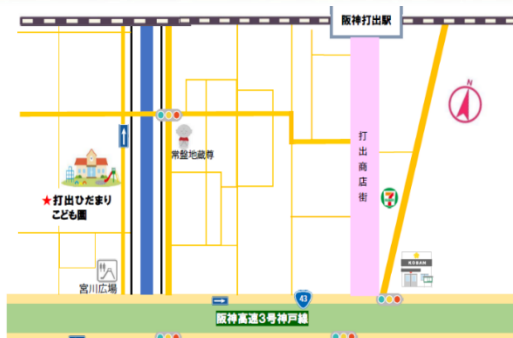 阪神打出駅
N
常盤地蔵尊
打出商店街
★打出ひだまり
こども園
7
宮川広場
43
阪神高速3号神戸線